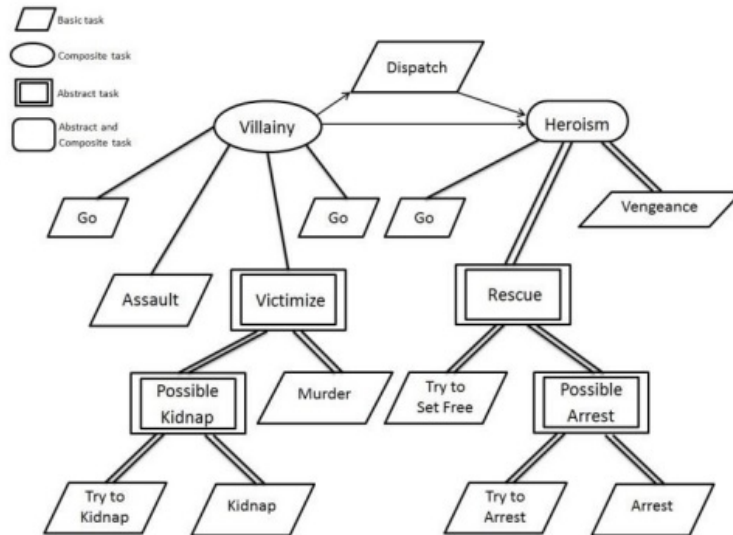 Basic task
Composite task
Abstract task
Abstract and
Composite task
Dispatch
Villainy
Heroism
Go
Go
Go
Vengeance
Assault
Victimize
Rescue
Possible
Kidnap
Murder
Try to
Set Free
Possible
Arrest
Try to
Kidnap
Kidnap
Try to
Arrest
Arrest